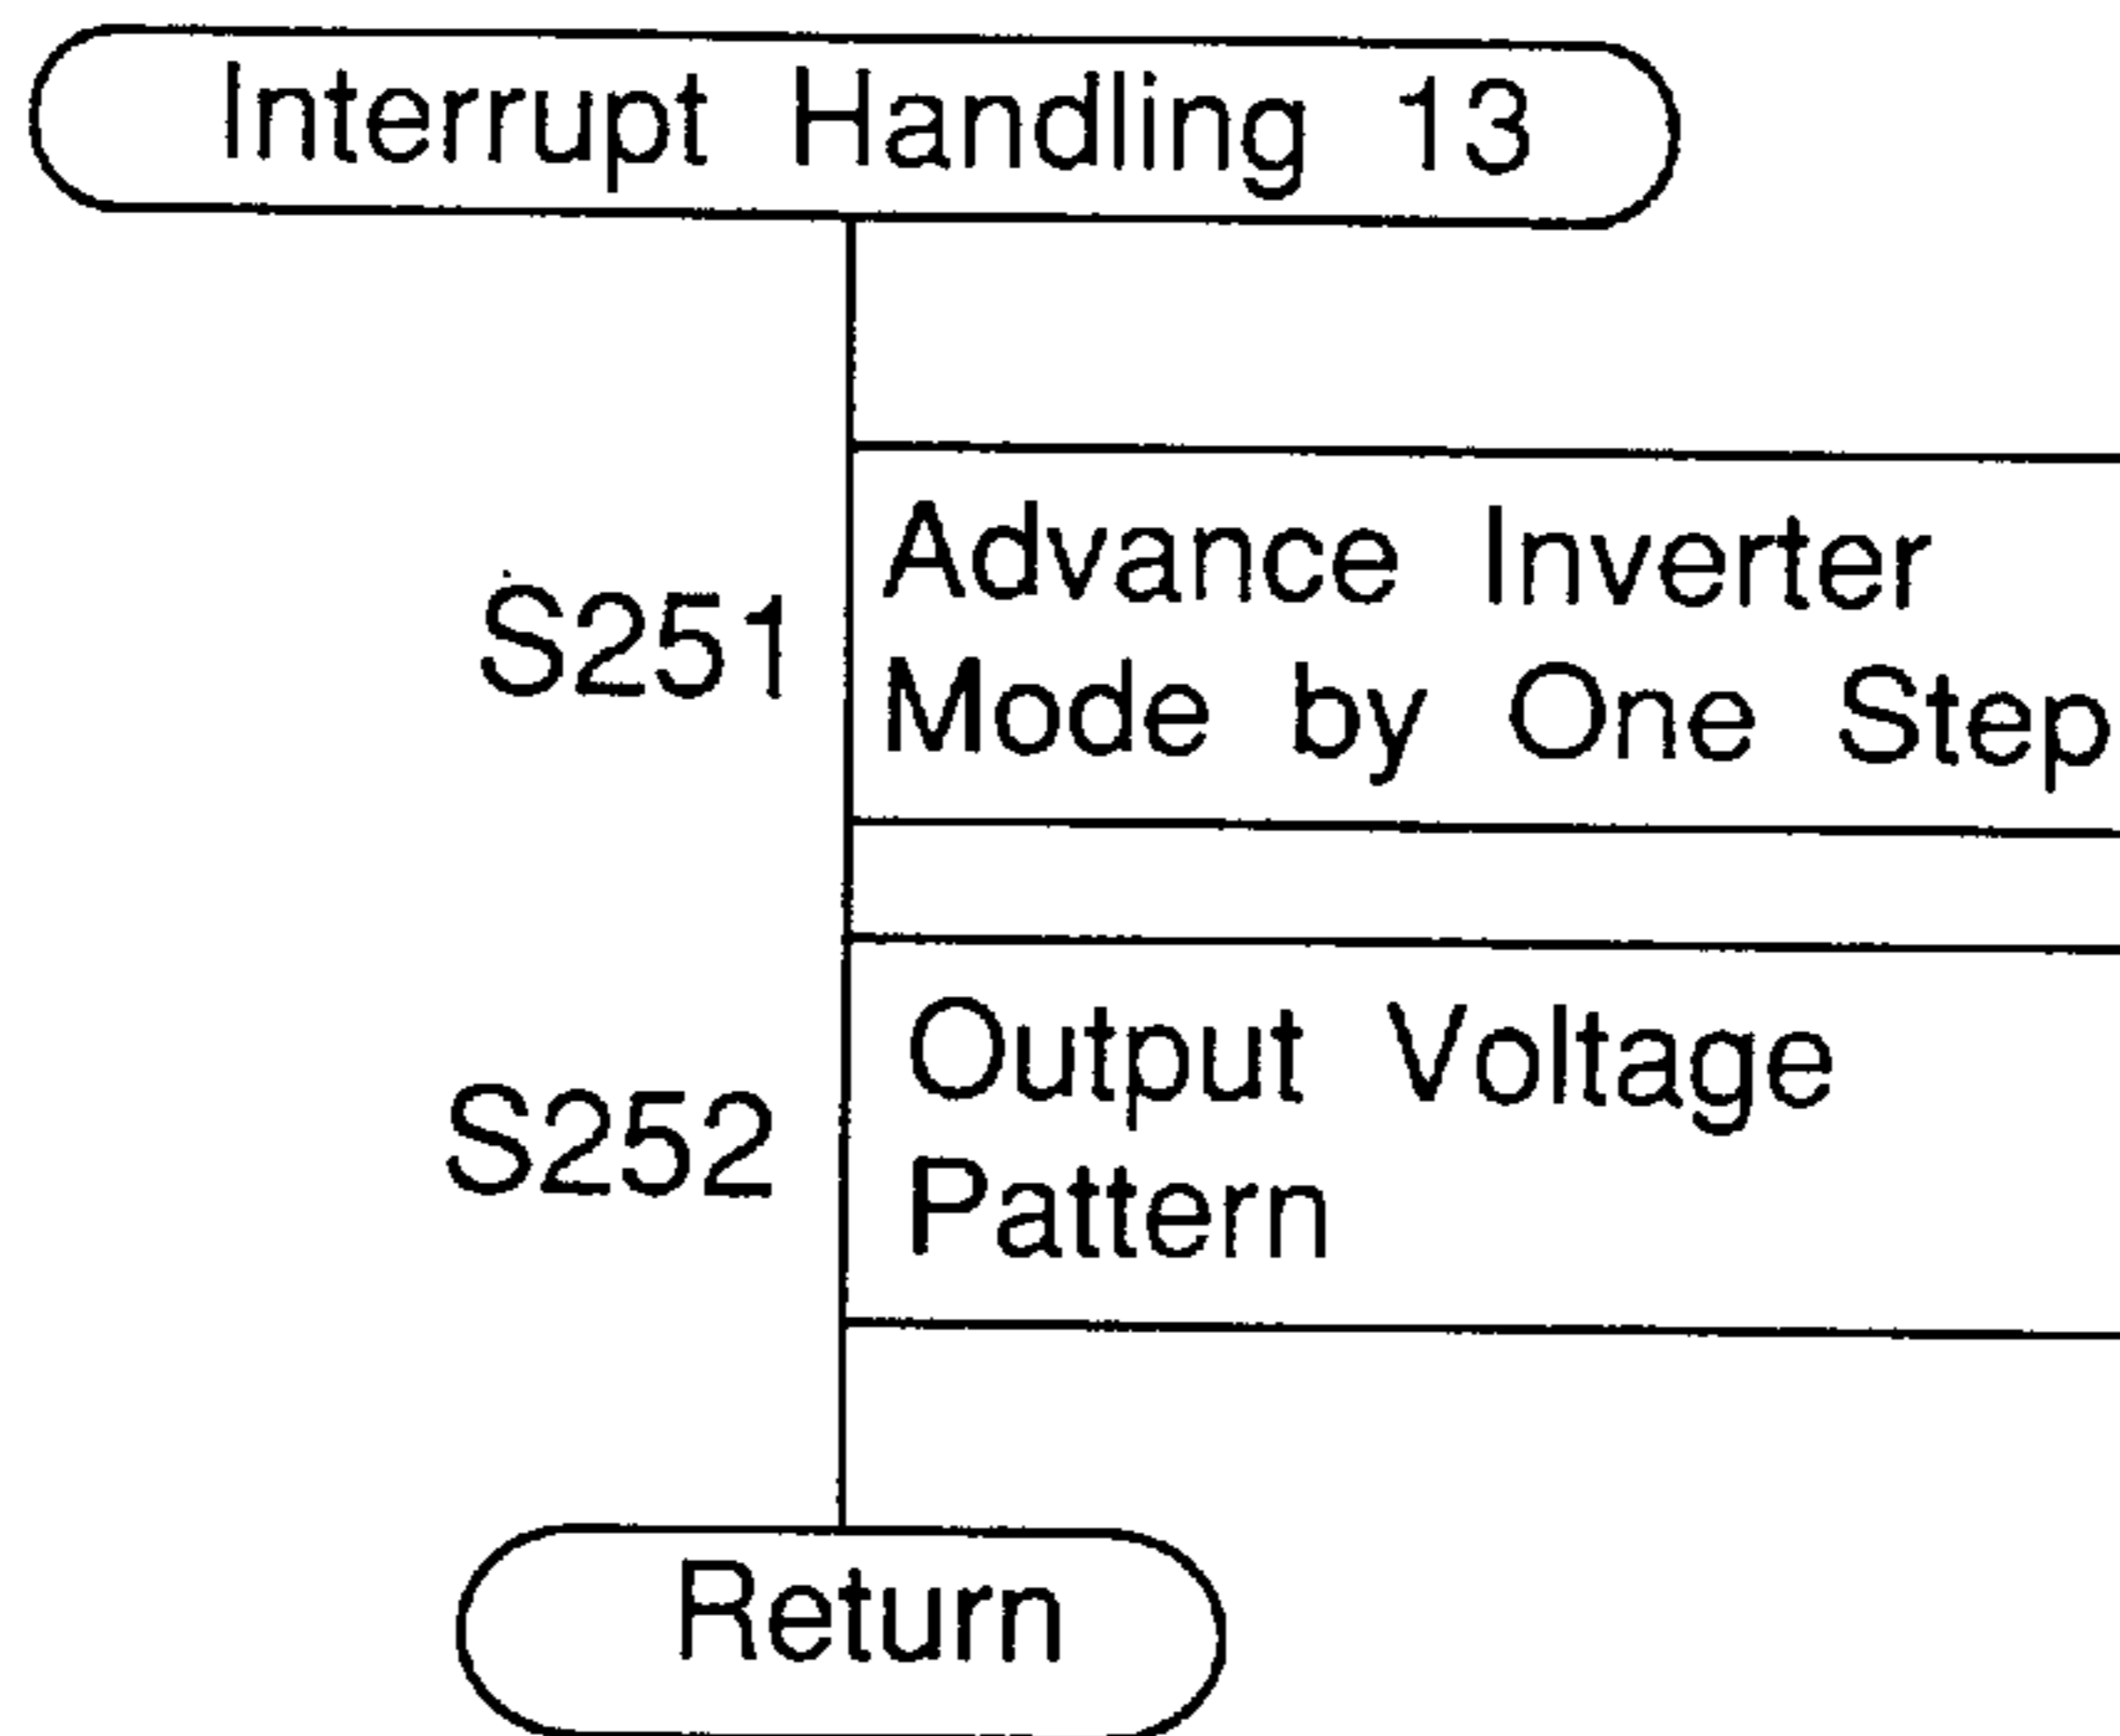 Interrupt Handling 13
S251
Advance Inverter
Mode by One Step
S252
Output Voltage
Pattern
Return